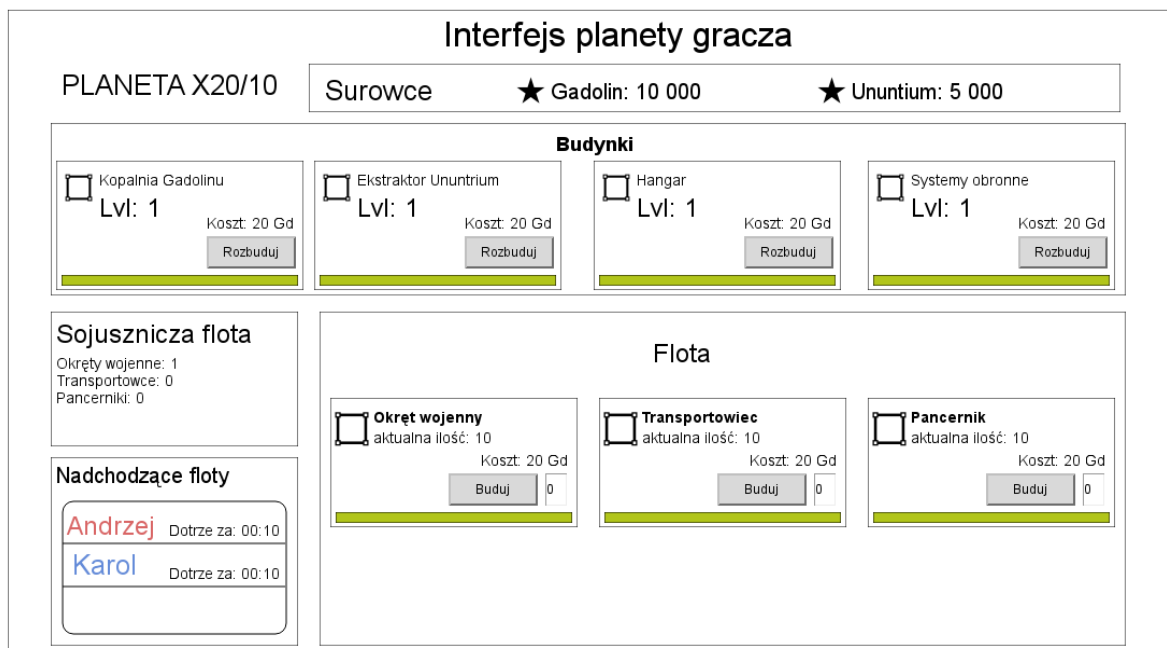 Interfejs planety gracza
PLANETA X20/10
Surowce
Gadolin: 10 000
Ununtium: 5 000
Budynki
Kopalnia Gadolinu
Lvl: 1
Koszt: 20 Gd
Rozbuduj
Ekstraktor Ununtrium
Lvl: 1
Koszt: 20 Gd
Rozbuduj
Hangar
Lvl: 1
Koszt: 20 Gd
Rozbuduj
Systemy obronne
Lvl: 1
Koszt: 20 Gd
Rozbuduj
Sojusznicza flota
Okręty wojenne: 1
Transportowce: 0
Pancerniki: 0
Nadchodzące floty
Andrzej Dotrze za: 00:10
Karol Dotrze za: 00:10
Flota
Okręt wojenny
aktualna ilość: 10
Koszt: 20 Gd
Buduj 0
Transportowiec
aktualna ilość: 10
Koszt: 20 Gd
Buduj 0
Pancernik
aktualna ilość: 10
Koszt: 20 Gd
Buduj 0